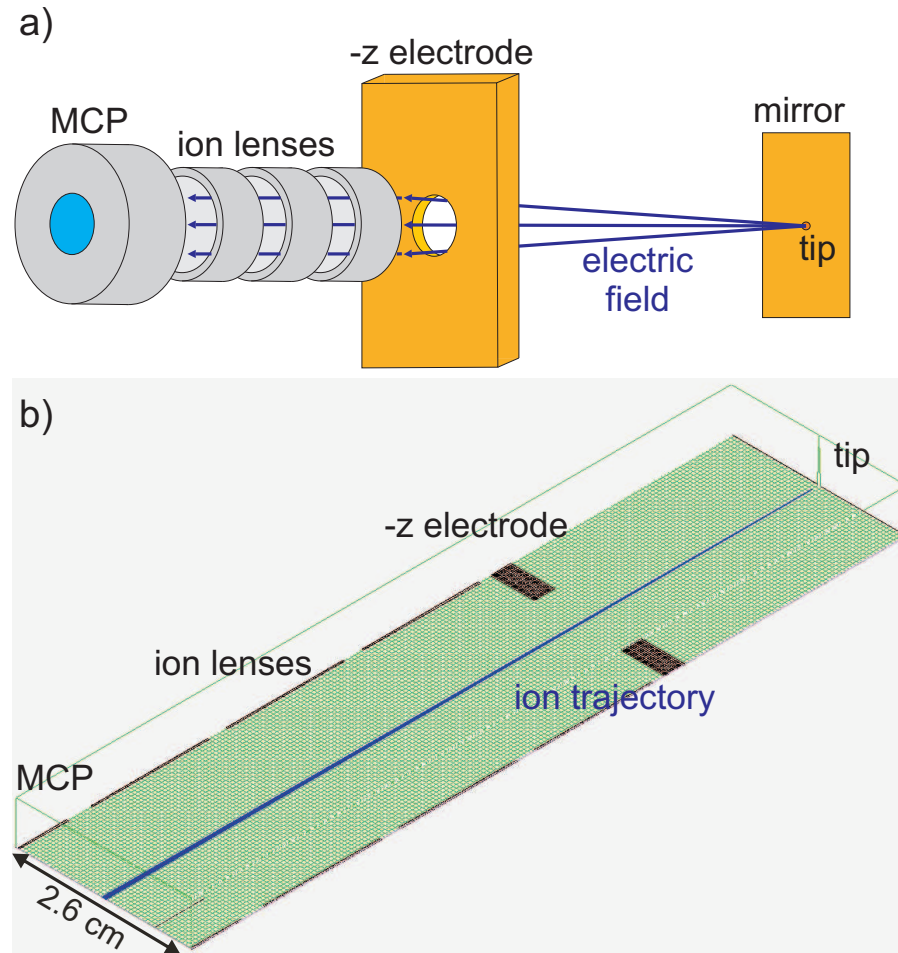 a)
-z electrode
MCP
ion lenses
mirror
tip
electric
field
b)
tip
-z electrode
ion lenses
ion trajectory
MCP
2.6 cm